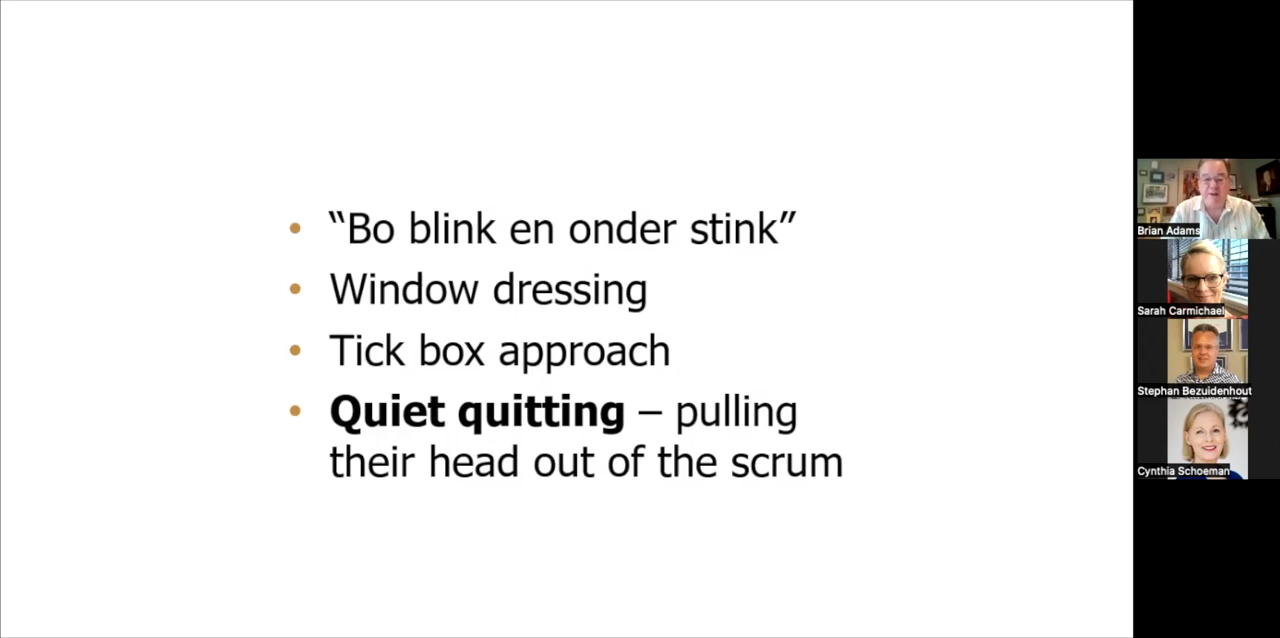 “Bo blink en onder stink”
Window dressing
Tick box approach
Quiet quitting – pulling
their head out of the scrum
Brian Adams
Sarah Carmichael
Stephan Bezuidenhout
Cynthia Schoeman